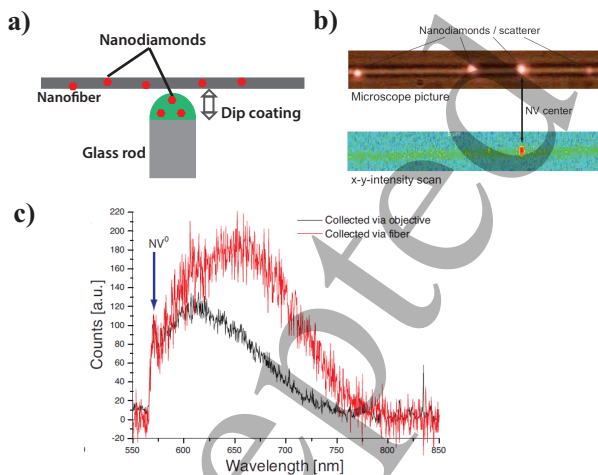 a)
Nanodiamonds
Nanofiber
Dip coating
Glass rod
b)
Nanodiamonds / scatterer
Microscope picture
NV center
x-y-intensity scan
c)
Collected via objective
Collected via fiber
NV0
Counts [a.u.]
220
200
180
160
140
120
100
80
60
40
20
0
-20
550
600
650
700
750
800
850
Wavelength [nm]
epted